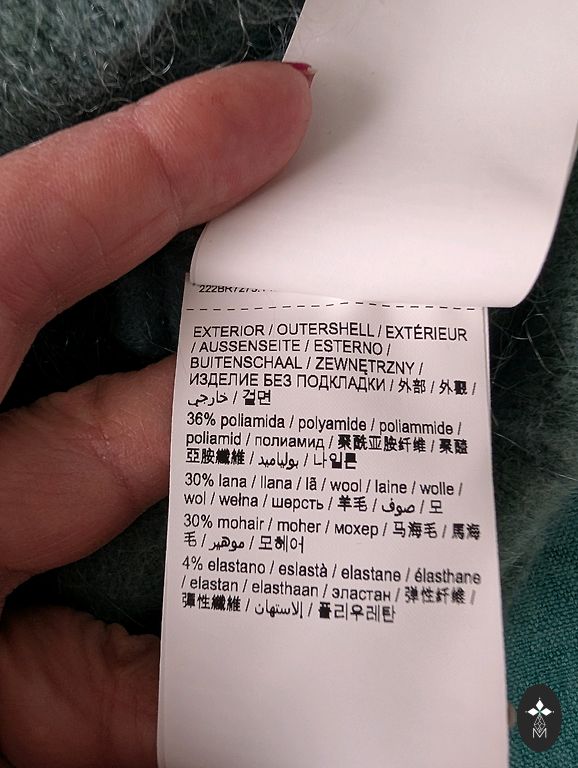 EXTERIOR / OUTERSHELL / EXTÉRIEUR
/ AUSSENSEITE / ESTERNO /
BUITENSCHAAL / ZEWNĘTRZNY /
ИЗДЕЛИЕ БЕЗ ПОДКЛАДКИ / 外部 / 外觀 /
خارجي / 겉면
36% poliamida / polyamide / poliammide /
poliamid / полиамид / 聚酰亚胺纤维 / 聚醯
亞胺纖維 / بولياميد / 나일론
30% lana / llana / lã / wool / laine / wolle /
wol / wełna / шерсть / 羊毛 / صوف / 모
30% mohair / moher / мохер / 马海毛 / 馬海
毛 / موهير / 모헤어
4% elastano / eslastà / elastane / élasthane
/ elastan / elasthaan / эластан / 弹性纤维 /
彈性纖維 / إلاستهان / 폴리우레탄
M